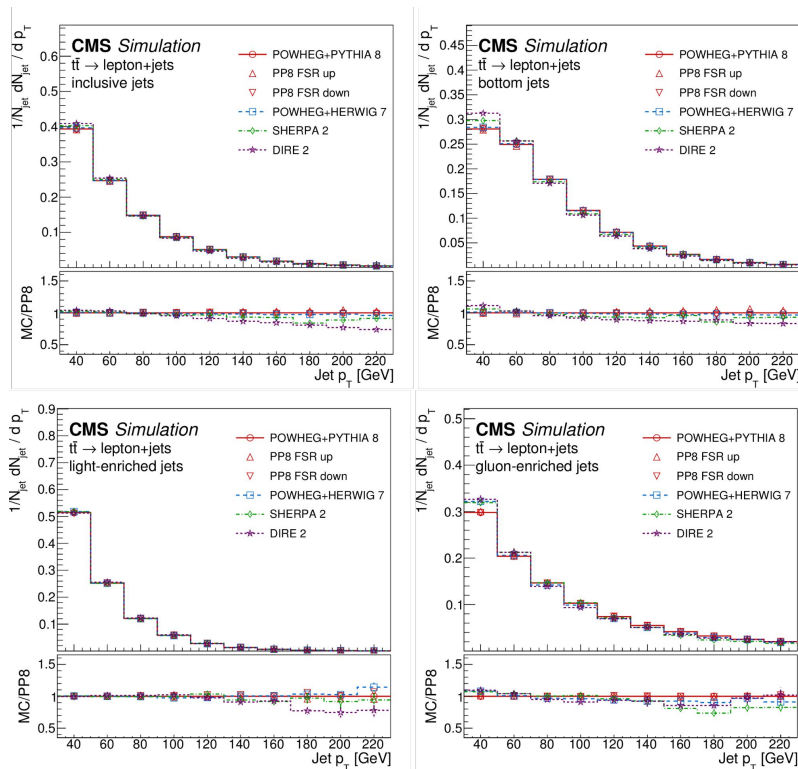 CMS Simulation
tt̄ → lepton+jets
inclusive jets
1/N_jet dN_jet / d p_T
POWHEG+PYTHIA 8
PP8 FSR up
PP8 FSR down
POWHEG+HERWIG 7
SHERPA 2
DIRE 2
0.6
0.5
0.4
0.3
0.2
0.1
MC/PP8
1.5
1
0.5
40 60 80 100 120 140 160 180 200 220
Jet p_T [GeV]
CMS Simulation
tt̄ → lepton+jets
bottom jets
1/N_jet dN_jet / d p_T
POWHEG+PYTHIA 8
PP8 FSR up
PP8 FSR down
POWHEG+HERWIG 7
SHERPA 2
DIRE 2
0.45
0.4
0.35
0.3
0.25
0.2
0.15
0.1
0.05
MC/PP8
1.5
1
0.5
40 60 80 100 120 140 160 180 200 220
Jet p_T [GeV]
CMS Simulation
tt̄ → lepton+jets
light-enriched jets
1/N_jet dN_jet / d p_T
POWHEG+PYTHIA 8
PP8 FSR up
PP8 FSR down
POWHEG+HERWIG 7
SHERPA 2
DIRE 2
0.9
0.8
0.7
0.6
0.5
0.4
0.3
0.2
0.1
MC/PP8
1.5
1
0.5
40 60 80 100 120 140 160 180 200 220
Jet p_T [GeV]
CMS Simulation
tt̄ → lepton+jets
gluon-enriched jets
1/N_jet dN_jet / d p_T
POWHEG+PYTHIA 8
PP8 FSR up
PP8 FSR down
POWHEG+HERWIG 7
SHERPA 2
DIRE 2
0.5
0.4
0.3
0.2
0.1
MC/PP8
1.5
1
0.5
40 60 80 100 120 140 160 180 200 220
Jet p_T [GeV]